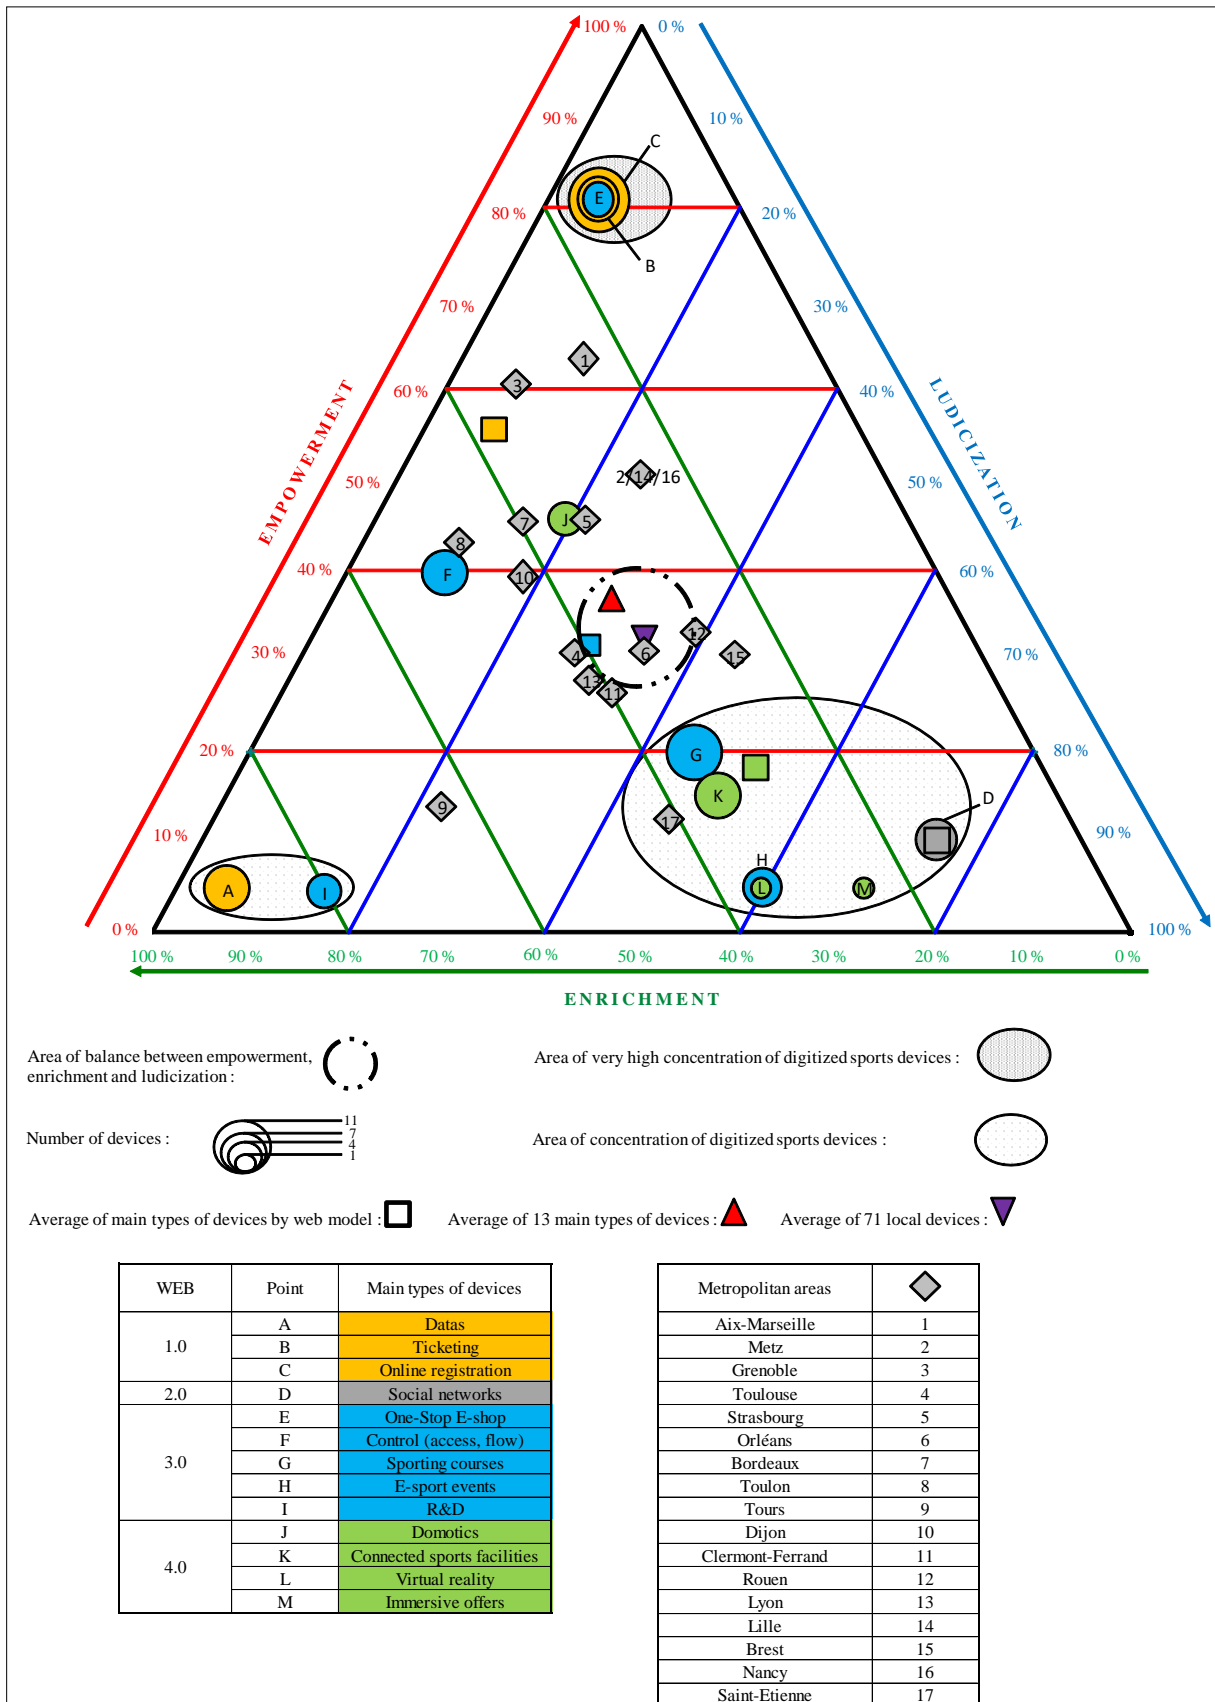 100 %
0 %
90 %
10 %
C
E
80 %
20 %
B
70 %
30 %
1
3
60 %
40 %
EMPOWERMENT
LUDICIZATION
50 %
2/14/16
50 %
7
J
5
8
40 %
F
10
60 %
30 %
4
6
12
15
70 %
13
11
20 %
G
80 %
K
9
17
D
10 %
90 %
H
A
I
L
M
0 %
100 %
100 %
90 %
80 %
70 %
60 %
50 %
40 %
30 %
20 %
10 %
0 %
ENRICHMENT
Area of balance between empowerment,
enrichment and ludicization :
Area of very high concentration of digitized sports devices :
Number of devices :
11
7
4
1
Area of concentration of digitized sports devices :
Average of main types of devices by web model :
Average of 13 main types of devices :
Average of 71 local devices :
WEB Point Main types of devices
1.0
A Datas
B Ticketing
C Online registration
2.0 D Social networks
3.0
E One-Stop E-shop
F Control (access, flow)
G Sporting courses
H E-sport events
I R&D
4.0
J Domotics
K Connected sports facilities
L Virtual reality
M Immersive offers
Metropolitan areas
Aix-Marseille 1
Metz 2
Grenoble 3
Toulouse 4
Strasbourg 5
Orléans 6
Bordeaux 7
Toulon 8
Tours 9
Dijon 10
Clermont-Ferrand 11
Rouen 12
Lyon 13
Lille 14
Brest 15
Nancy 16
Saint-Etienne 17